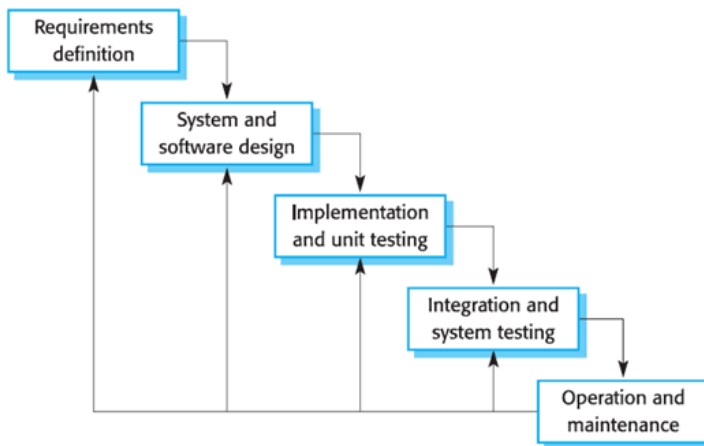 Requirements
definition
System and
software design
Implementation
and unit testing
Integration and
system testing
Operation and
maintenance